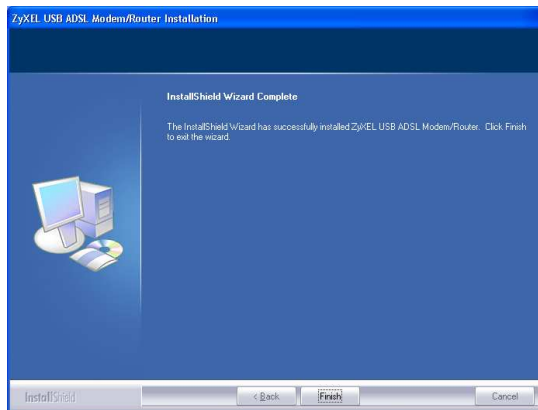 ZyXEL USB ADSL Modem/Router Installation
InstallShield Wizard Complete
The InstallShield Wizard has successfully installed ZyXEL USB ADSL Modem/Router. Click Finish
to exit the wizard.
InstallShield
< Back
Finish
Cancel